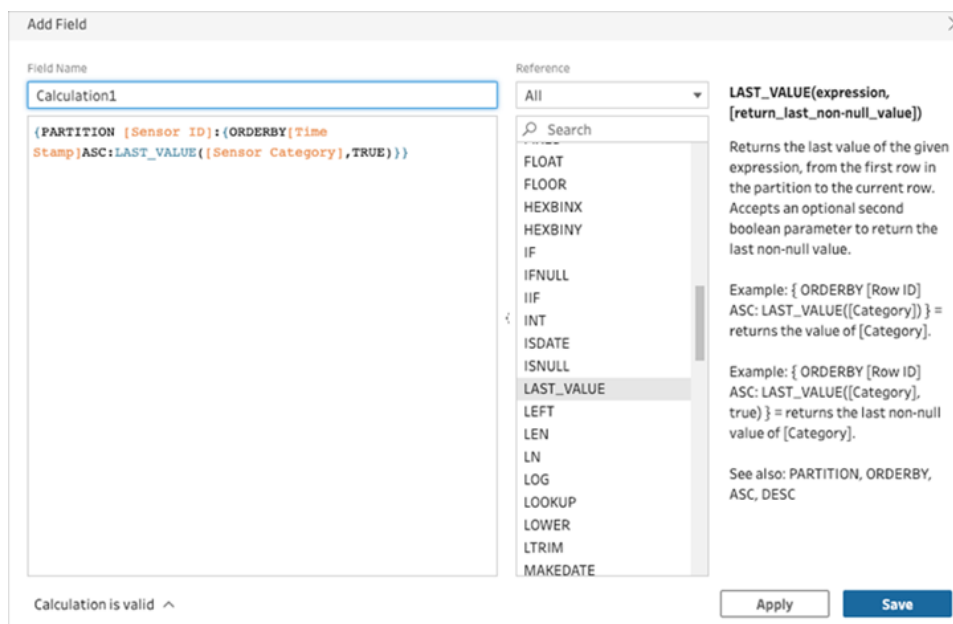 Add Field
Field Name
Calculation1
{PARTITION [Sensor ID]:{ORDERBY[Time
Stamp]ASC:LAST_VALUE([Sensor Category],TRUE)}}
Reference
All
Search
FLOAT
FLOOR
HEXBINX
HEXBINY
IF
IFNULL
IIF
INT
ISDATE
ISNULL
LAST_VALUE
LEFT
LEN
LN
LOG
LOOKUP
LOWER
LTRIM
MAKEDATE
LAST_VALUE(expression,
[return_last_non-null_value])
Returns the last value of the given
expression, from the first row in
the partition to the current row.
Accepts an optional second
boolean parameter to return the
last non-null value.
Example: { ORDERBY [Row ID]
ASC: LAST_VALUE([Category]) } =
returns the value of [Category].
Example: { ORDERBY [Row ID]
ASC: LAST_VALUE([Category],
true) } = returns the last non-null
value of [Category].
See also: PARTITION, ORDERBY,
ASC, DESC
Calculation is valid
Apply
Save